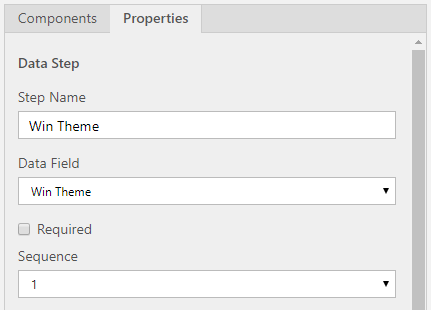 Components Properties
Data Step
Step Name
Win Theme
Data Field
Win Theme
Required
Sequence
1